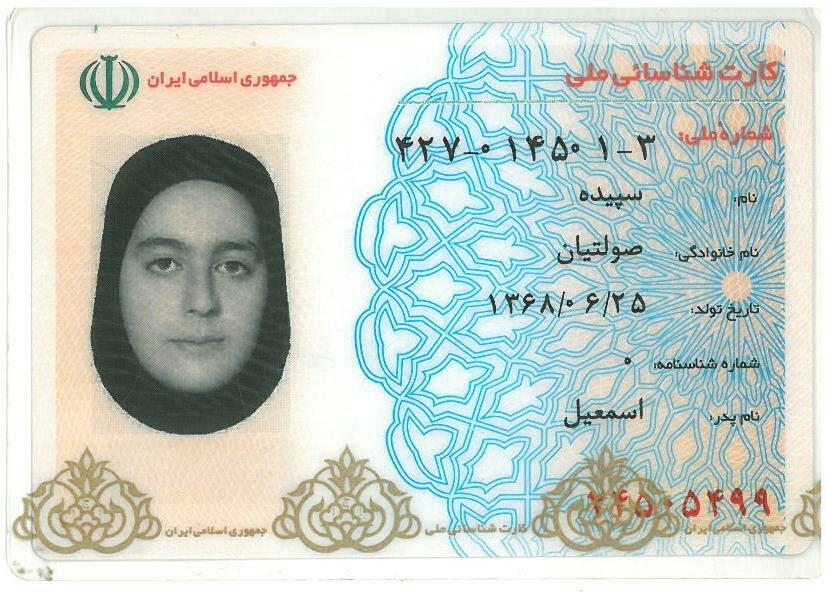 کارت شناسائی ملی
جمهوری اسلامی ایران
شماره ملی: ۴۲۷-۰۱۴۵۰۱-۳
نام: سپیده
نام خانوادگی: صولتیان
تاریخ تولد: ۱۳۶۸/۰۶/۲۵
شماره شناسنامه: ۰
نام پدر: اسمعیل
۲۴۵۰۵۴۹۹
جمهوری اسلامی ایران کارت شناسائی ملی جمهوری اسلامی ایران